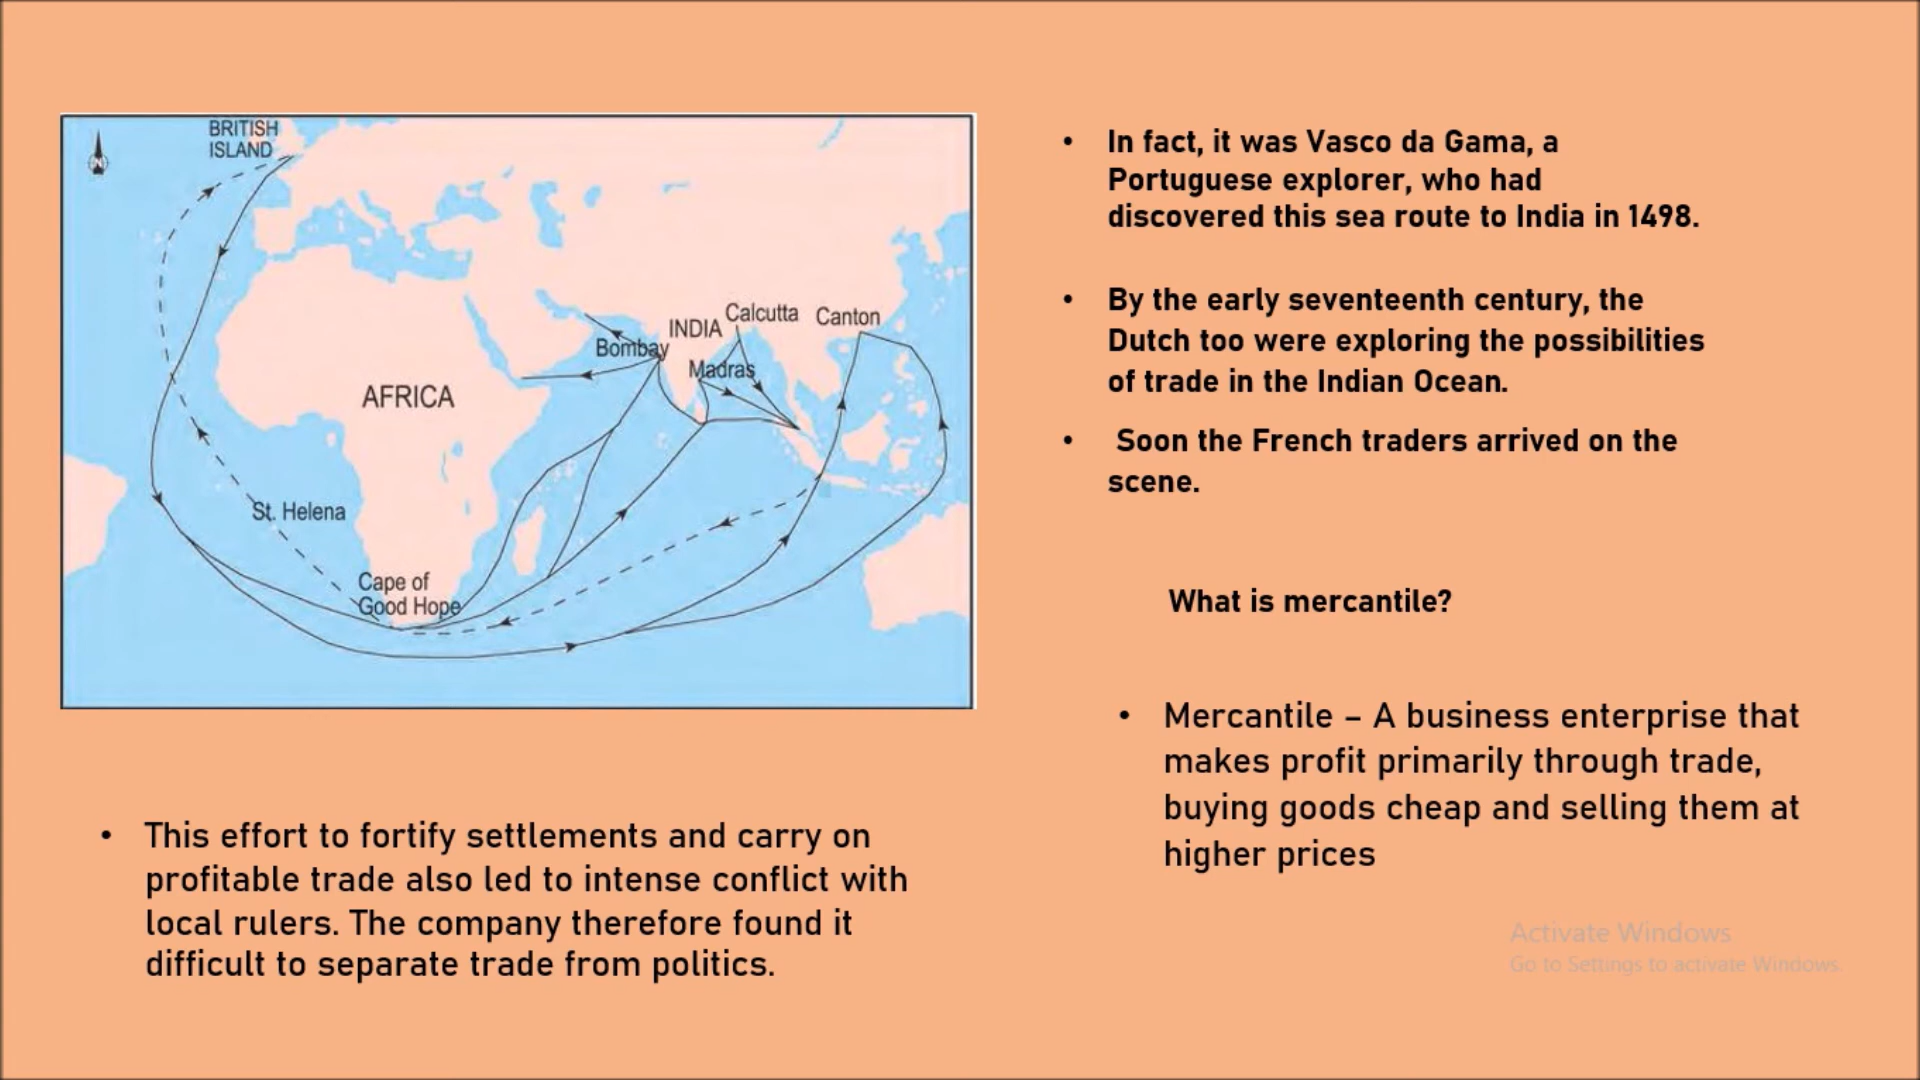 BRITISH
ISLAND
INDIA
Calcutta
Canton
Bombay
Madras
AFRICA
St. Helena
Cape of
Good Hope
N
• This effort to fortify settlements and carry on
profitable trade also led to intense conflict with
local rulers. The company therefore found it
difficult to separate trade from politics.
• In fact, it was Vasco da Gama, a
Portuguese explorer, who had
discovered this sea route to India in 1498.
• By the early seventeenth century, the
Dutch too were exploring the possibilities
of trade in the Indian Ocean.
• Soon the French traders arrived on the
scene.
What is mercantile?
• Mercantile – A business enterprise that
makes profit primarily through trade,
buying goods cheap and selling them at
higher prices
Activate Windows
Go to Settings to activate Windows.